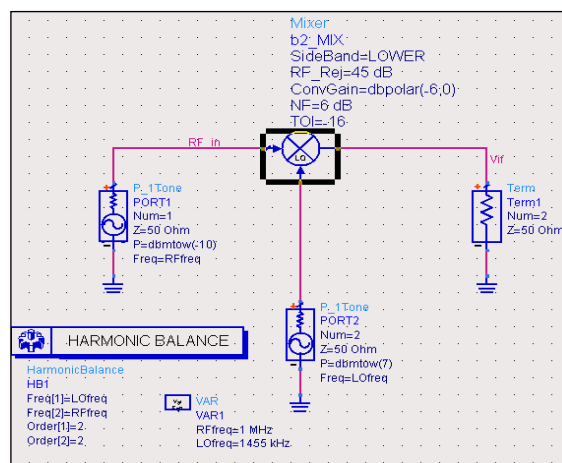 Mixer
b2_MIX
SideBand=LOWER
RF_Rej=45 dB
ConvGain=dbpolar(-6,0)
NF=6 dB
TOI=-16
RF_in
LO
Vif
P_1Tone
PORT1
Num=1
Z=50 Ohm
P=dbmtow(-10)
Freq=RFfreq
Term
Term1
Num=2
Z=50 Ohm
P_1Tone
PORT2
Num=2
Z=50 Ohm
P=dbmtow(7)
Freq=LOfreq
HARMONIC BALANCE
HarmonicBalance
HB1
Freq[1]=LOfreq
Freq[2]=RFfreq
Order[1]=2
Order[2]=2
Var
Eqn
VAR
VAR1
RFfreq=1 MHz
LOfreq=1455 kHz